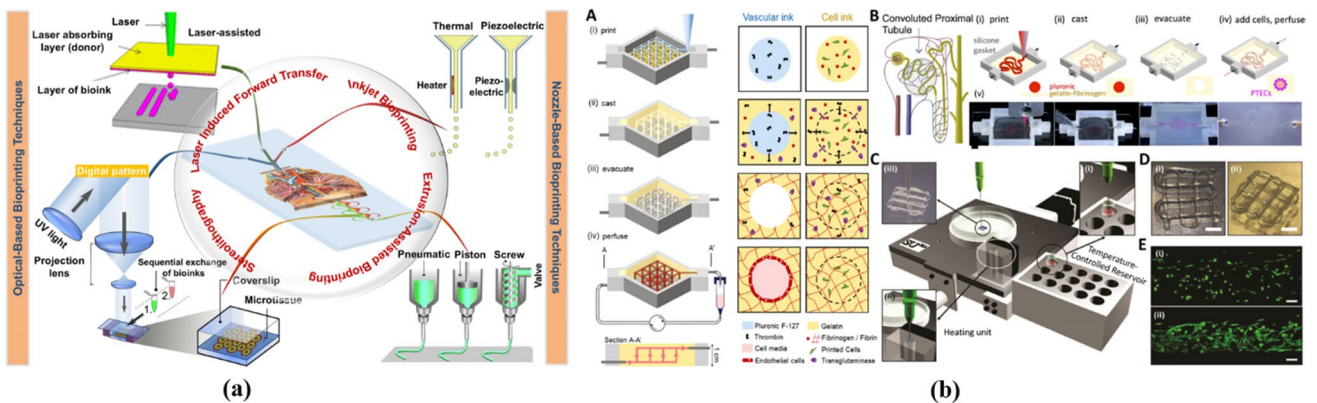 Optical-Based Bioprinting Techniques
Laser
Laser absorbing
layer (donor)
Laser-assisted
Layer of bioink
Thermal
Piezoelectric
Heater
Piezo-
electric
Laser Induced Forward Transfer
Inkjet Bioprinting
Stereolithography
Extrusion-Assisted Bioprinting
Nozzle-Based Bioprinting Techniques
Digital pattern
UV light
Projection
lens
Sequential exchange
of bioinks
1.
2.
Coverslip
Microtissue
Pneumatic
Piston
Screw
Valve
(a)
A
Vascular ink
Cell ink
(i) print
(ii) cast
(iii) evacuate
(iv) perfuse
A
A'
Section A-A'
1 cm
Pluronic F-127
Gelatin
Thrombin
Fibrinogen / Fibrin
Cell media
Printed Cells
Endothelial cells
Transgluteminase
B
Convoluted Proximal
Tubule
(i) print
(ii) cast
(iii) evacuate
(iv) add cells, perfuse
silicone
gasket
pluronic
gelatin-fibrinogen
PTECs
(v)
C
(iii)
(i)
(ii)
Temperature-
Controlled Reservoir
Heating unit
D
(i)
(ii)
E
(i)
(ii)
(b)